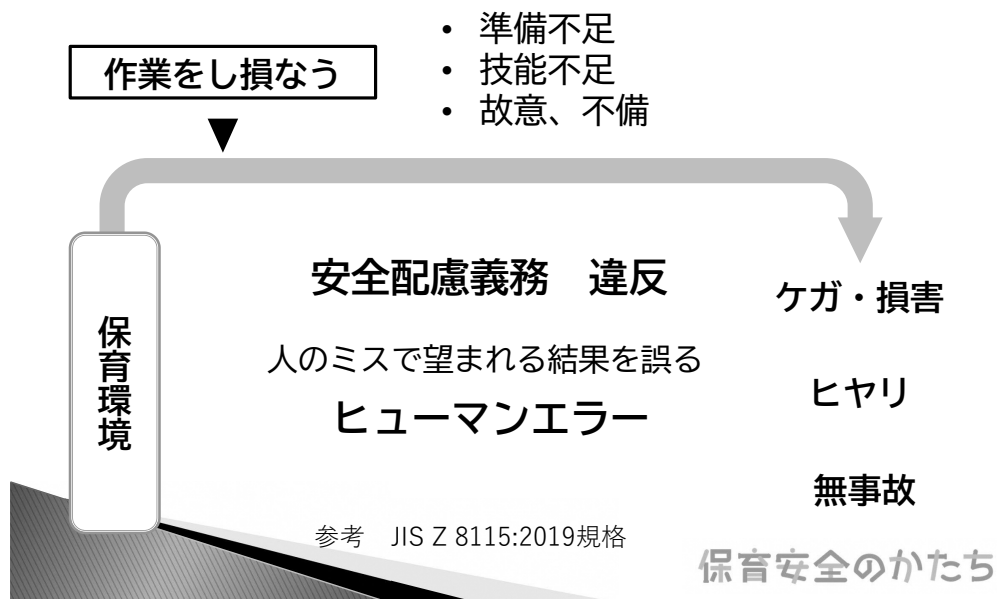 作業をし損なう
• 準備不足
• 技能不足
• 故意、不備
保育環境
安全配慮義務　違反
人のミスで望まれる結果を誤る
ヒューマンエラー
ケガ・損害
ヒヤリ
無事故
参考　JIS Z 8115:2019規格
保育安全のかたち